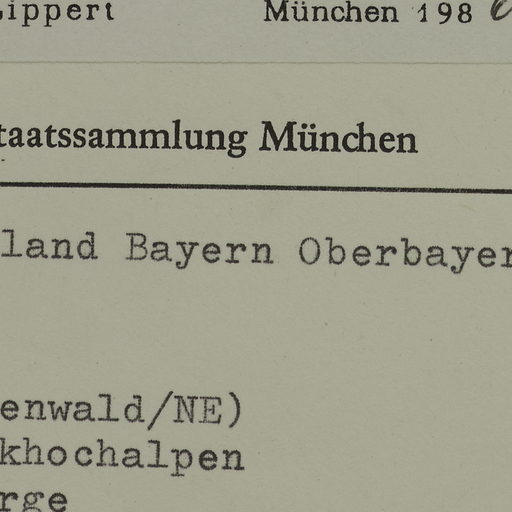 ippert München 198
taatssammlung München
land Bayern Oberbayer
enwald/NE)
khochalpen
rge